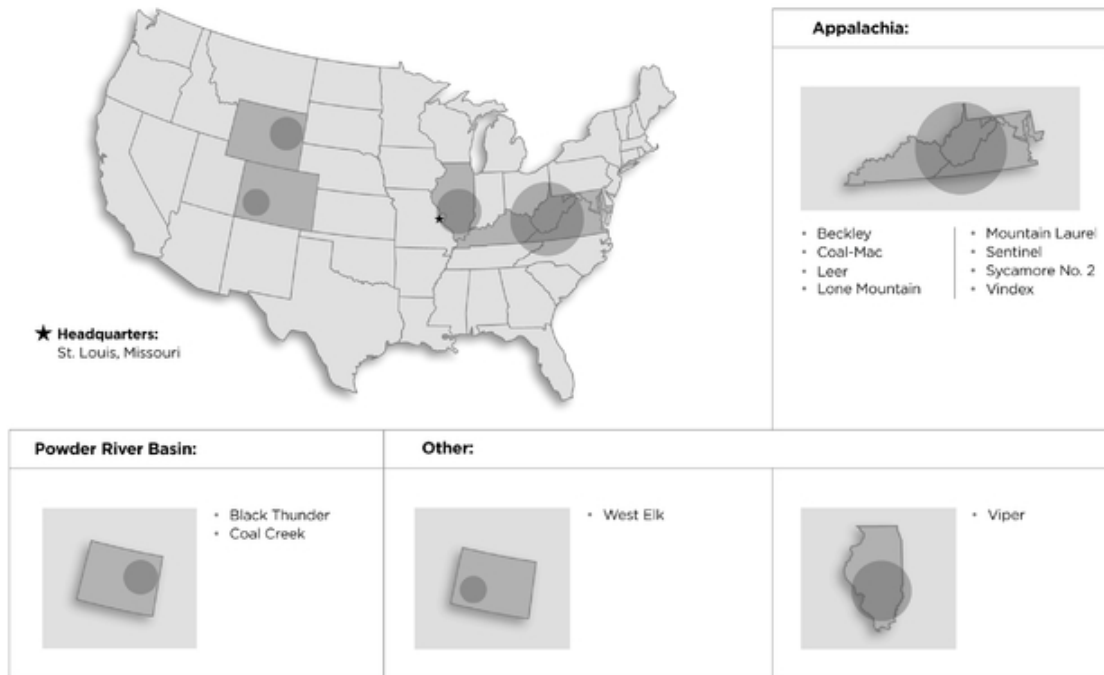 Appalachia:
• Beckley
• Coal-Mac
• Leer
• Lone Mountain
• Mountain Laurel
• Sentinel
• Sycamore No. 2
• Vindex
★ Headquarters:
St. Louis, Missouri
Powder River Basin:
• Black Thunder
• Coal Creek
Other:
• West Elk
• Viper